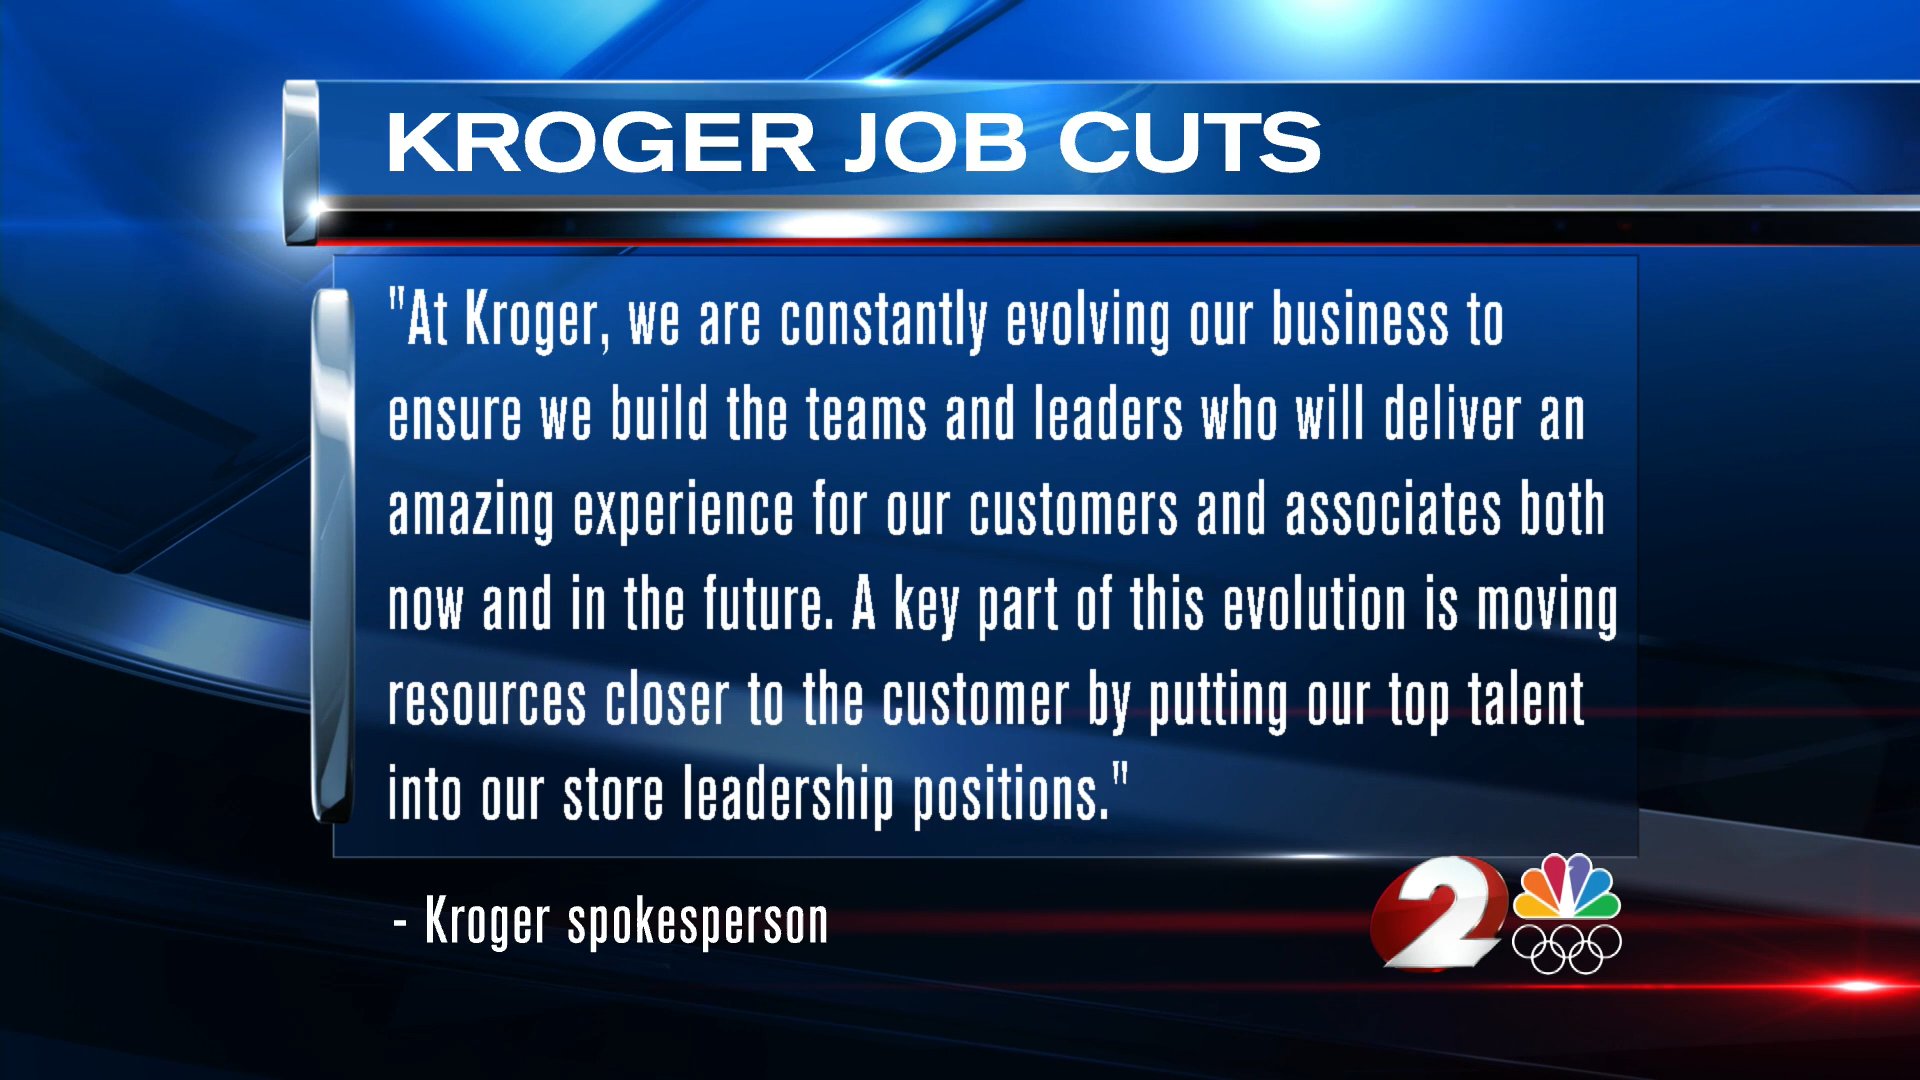 KROGER JOB CUTS
"At Kroger, we are constantly evolving our business to
ensure we build the teams and leaders who will deliver an
amazing experience for our customers and associates both
now and in the future. A key part of this evolution is moving
resources closer to the customer by putting our top talent
into our store leadership positions."
- Kroger spokesperson
2